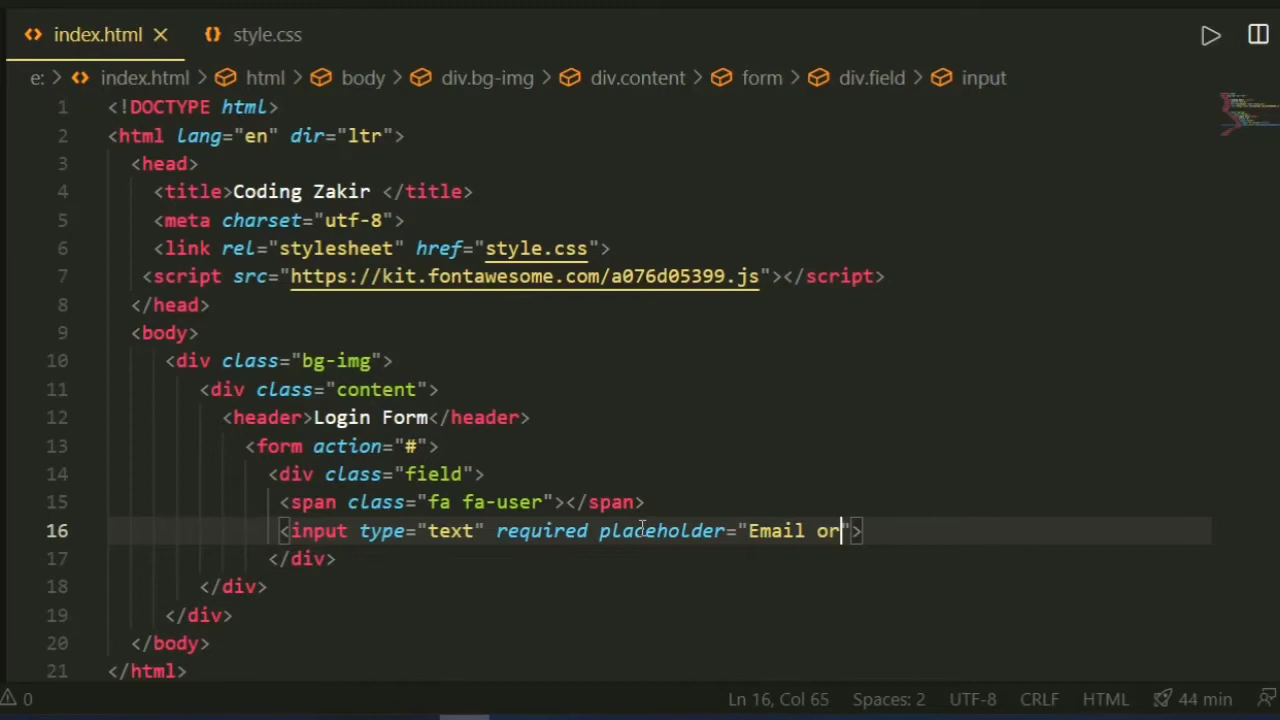 index.html style.css
e: > index.html > html > body > div.bg-img > div.content > form > div.field > input
1 <!DOCTYPE html>
2 <html lang="en" dir="ltr">
3 <head>
4 <title>Coding Zakir </title>
5 <meta charset="utf-8">
6 <link rel="stylesheet" href="style.css">
7 <script src="https://kit.fontawesome.com/a076d05399.js"></script>
8 </head>
9 <body>
10 <div class="bg-img">
11 <div class="content">
12 <header>Login Form</header>
13 <form action="#">
14 <div class="field">
15 <span class="fa fa-user"></span>
16 <input type="text" required placeholder="Email or">
17 </div>
18 </div>
19 </div>
20 </body>
21 </html>
0 Ln 16, Col 65 Spaces: 2 UTF-8 CRLF HTML 44 min